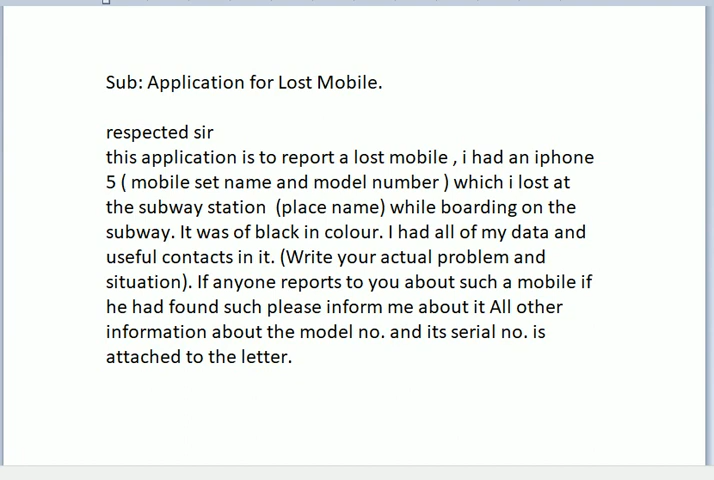 Sub: Application for Lost Mobile.
respected sir
this application is to report a lost mobile , i had an iphone
5 ( mobile set name and model number ) which i lost at
the subway station  (place name) while boarding on the
subway. It was of black in colour. I had all of my data and
useful contacts in it. (Write your actual problem and
situation). If anyone reports to you about such a mobile if
he had found such please inform me about it All other
information about the model no. and its serial no. is
attached to the letter.